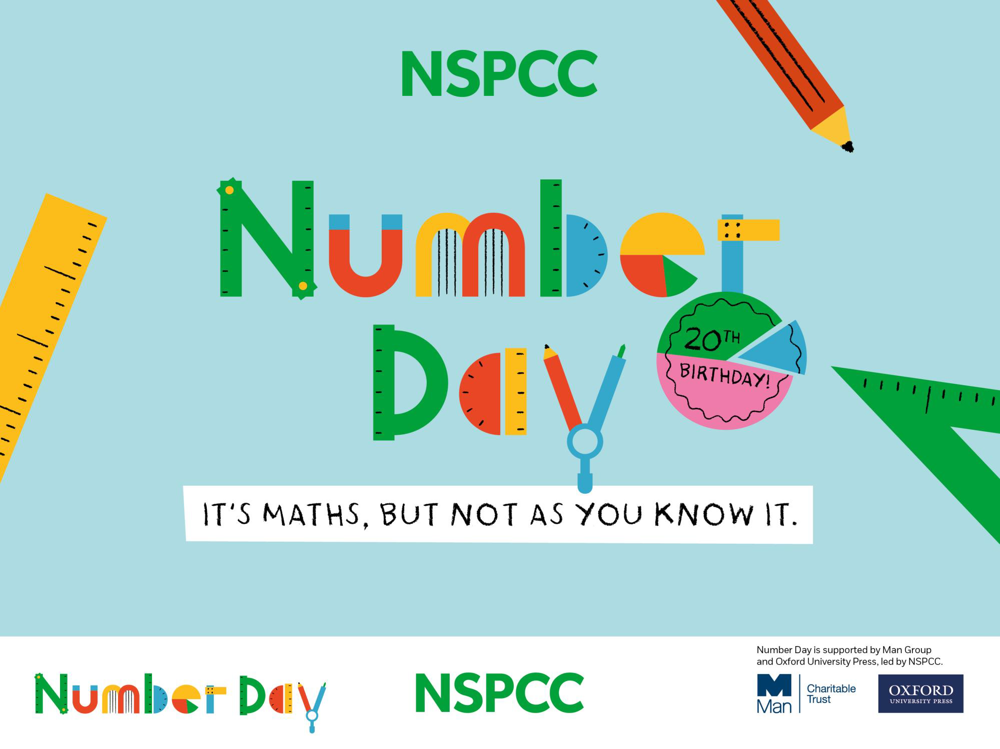 NSPCC
Number
Day
20TH
BIRTHDAY!
IT'S MATHS, BUT NOT AS YOU KNOW IT.
Number Day
NSPCC
Number Day is supported by Man Group
and Oxford University Press, led by NSPCC.
M
Man
Charitable
Trust
OXFORD
UNIVERSITY PRESS